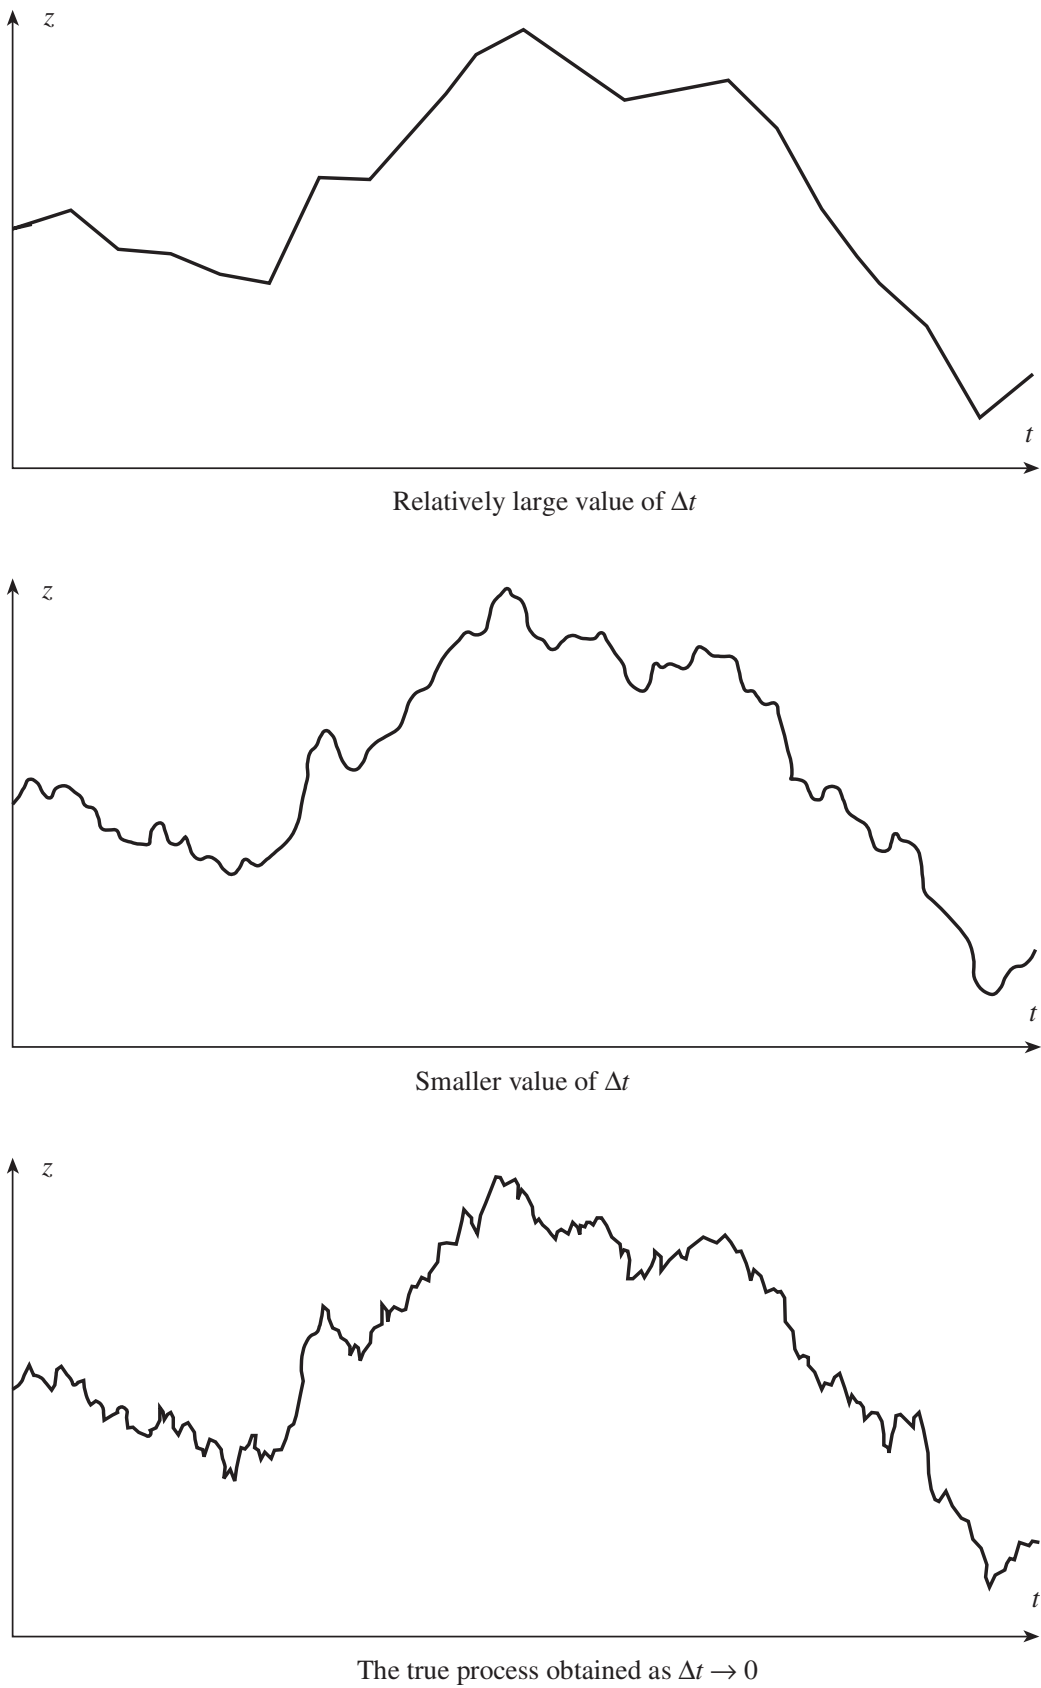 z
t
Relatively large value of Δt
z
t
Smaller value of Δt
z
t
The true process obtained as Δt → 0